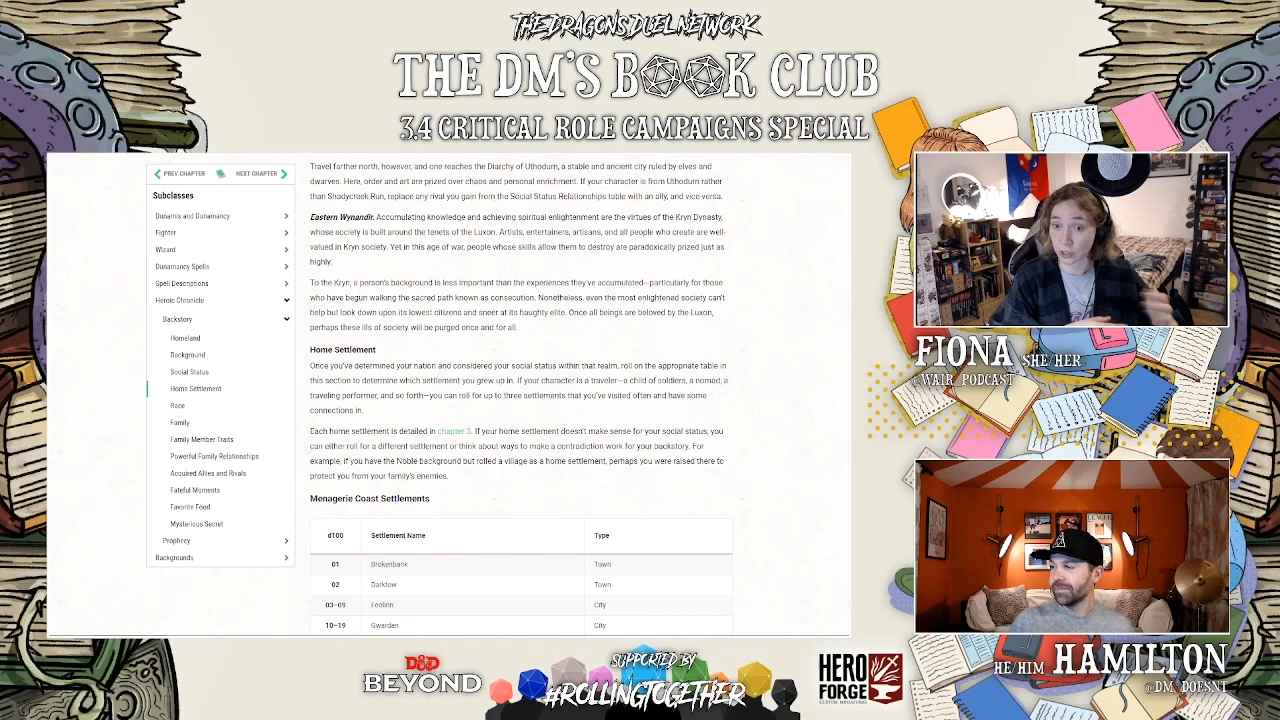 THE DRAGONS DUEL NETWORK
THE DM'S BOOK CLUB
3.4 CRITICAL ROLE CAMPAIGNS SPECIAL
PREV CHAPTER
NEXT CHAPTER
Subclasses
Dunamis and Dunamancy
Fighter
Wizard
Dunamancy Spells
Spell Descriptions
Heroic Chronicle
Backstory
Homeland
Background
Social Status
Home Settlement
Race
Family
Family Member Traits
Powerful Family Relationships
Acquired Allies and Rivals
Fateful Moments
Favorite Food
Mysterious Secret
Prophecy
Backgrounds
Travel farther north, however, and one reaches the Diarchy of Uthodurn, a stable and ancient city ruled by elves and
dwarves. Here, order and art are prized over chaos and personal enrichment. If your character is from Uthodurn rather
than Shadycreek Run, replace any rival you gain from the Social Status Relationships table with an ally, and vice-versa.
Eastern Wynandir. Accumulating knowledge and achieving spiritual enlightenment are the virtues of the Kryn Dynasty,
whose society is built around the tenets of the Luxon. Artists, entertainers, artisans, and all people who create are well-
valued in Kryn society. Yet in this age of war, people whose skills allow them to destroy are paradoxically prized just as
highly.
To the Kryn, a person's background is less important than the experiences they've accumulated—particularly for those
who have begun walking the sacred path known as consecution. Nonetheless, even the most enlightened society can't
help but look down upon its lowest citizens and sneer at its haughty elite. Once all beings are beloved by the Luxon,
perhaps these ills of society will be purged once and for all.
Home Settlement
Once you've determined your nation and considered your social status within that realm, roll on the appropriate table in
this section to determine which settlement you grew up in. If your character is a traveler—a child of soldiers, a nomad, a
traveling performer, and so forth—you can roll for up to three settlements that you've visited often and have some
connections in.
Each home settlement is detailed in chapter 3. If your home settlement doesn't make sense for your social status, you
can either roll for a different settlement or think about ways to make a contradiction work for your backstory. For
example, if you have the Noble background but rolled a village as a home settlement, perhaps you were raised there to
protect you from your family's enemies.
Menagerie Coast Settlements
d100 Settlement Name Type
01 Brokenbank Town
02 Darktow Town
03–09 Feolinn City
10–19 Gwardan City
FIONA SHE/HER
@WAIR_PODCAST
HE/HIM HAMILTON
@DM_DOESNT
D&D
BEYOND
SUPPORTED BY
#ROLLINGTOGETHER
HERO
FORGE
CUSTOM MINIATURES